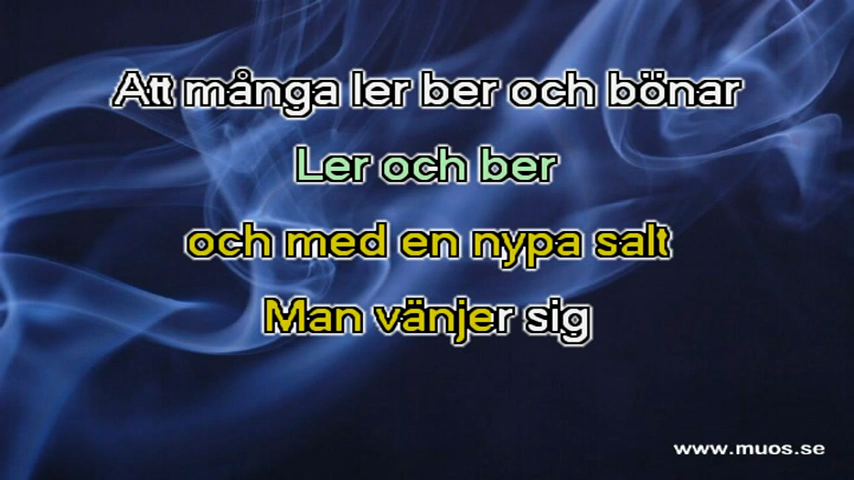 Att många ler ber och bönar
Ler och ber
och med en nypa salt
Man vänjer sig
www.muos.se